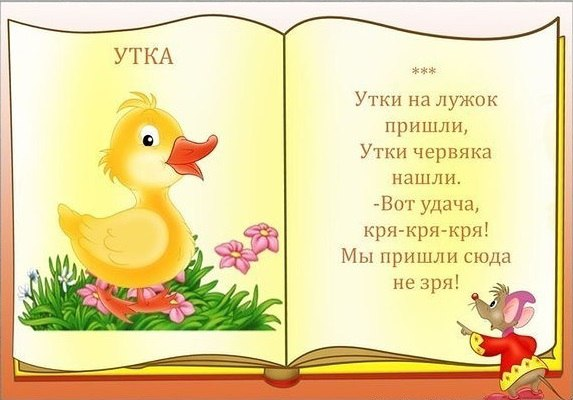 УТКА
***
Утки на лужок
пришли,
Утки червяка
нашли.
-Вот удача,
кря-кря-кря!
Мы пришли сюда
не зря!